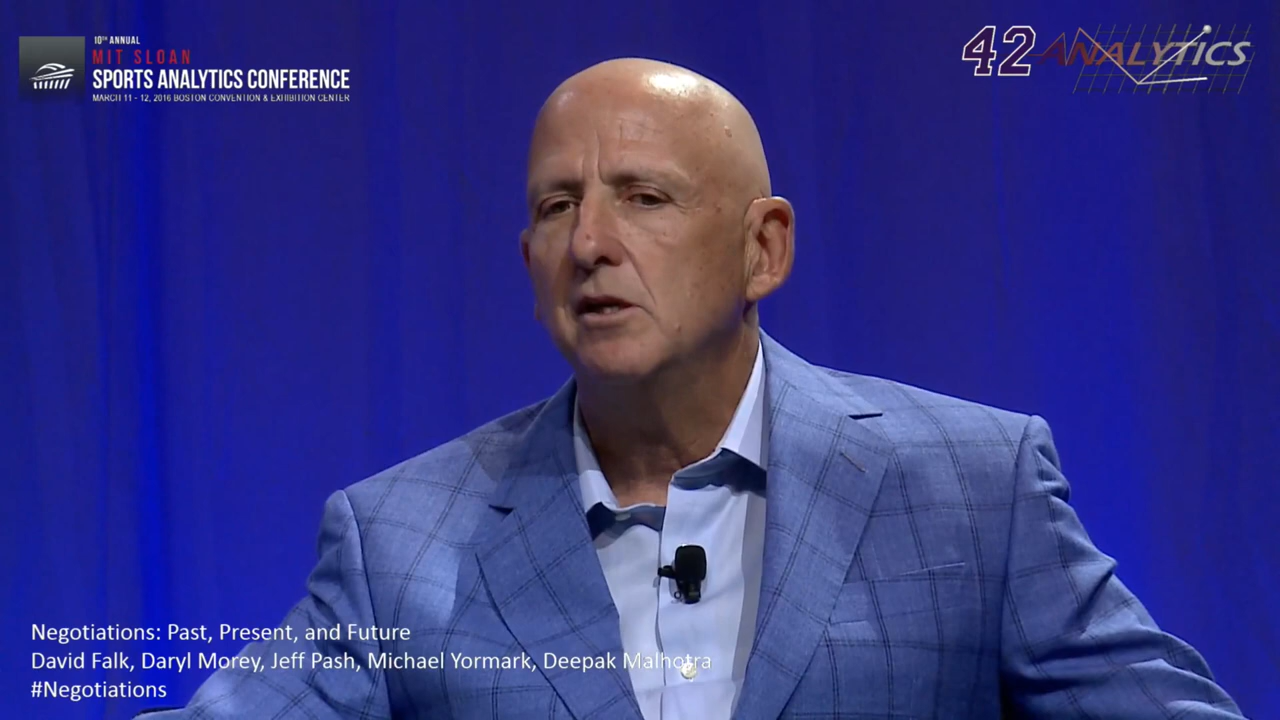 10TH ANNUAL
MIT SLOAN
SPORTS ANALYTICS CONFERENCE
MARCH 11 - 12, 2016 BOSTON CONVENTION & EXHIBITION CENTER
42 ANALYTICS
Negotiations: Past, Present, and Future
David Falk, Daryl Morey, Jeff Pash, Michael Yormark, Deepak Malhotra
#Negotiations